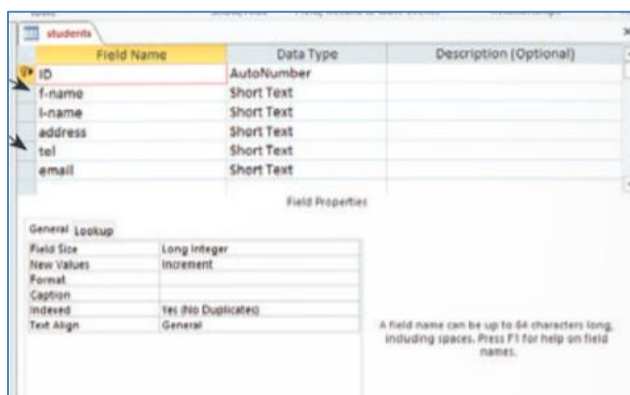 students
Field Name Data Type Description (Optional)
ID AutoNumber
f-name Short Text
l-name Short Text
address Short Text
tel Short Text
email Short Text
Field Properties
General Lookup
Field Size Long Integer
New Values Increment
Format
Caption
Indexed Yes (No Duplicates)
Text Align General
A field name can be up to 64 characters long,
including spaces. Press F1 for help on field
names.